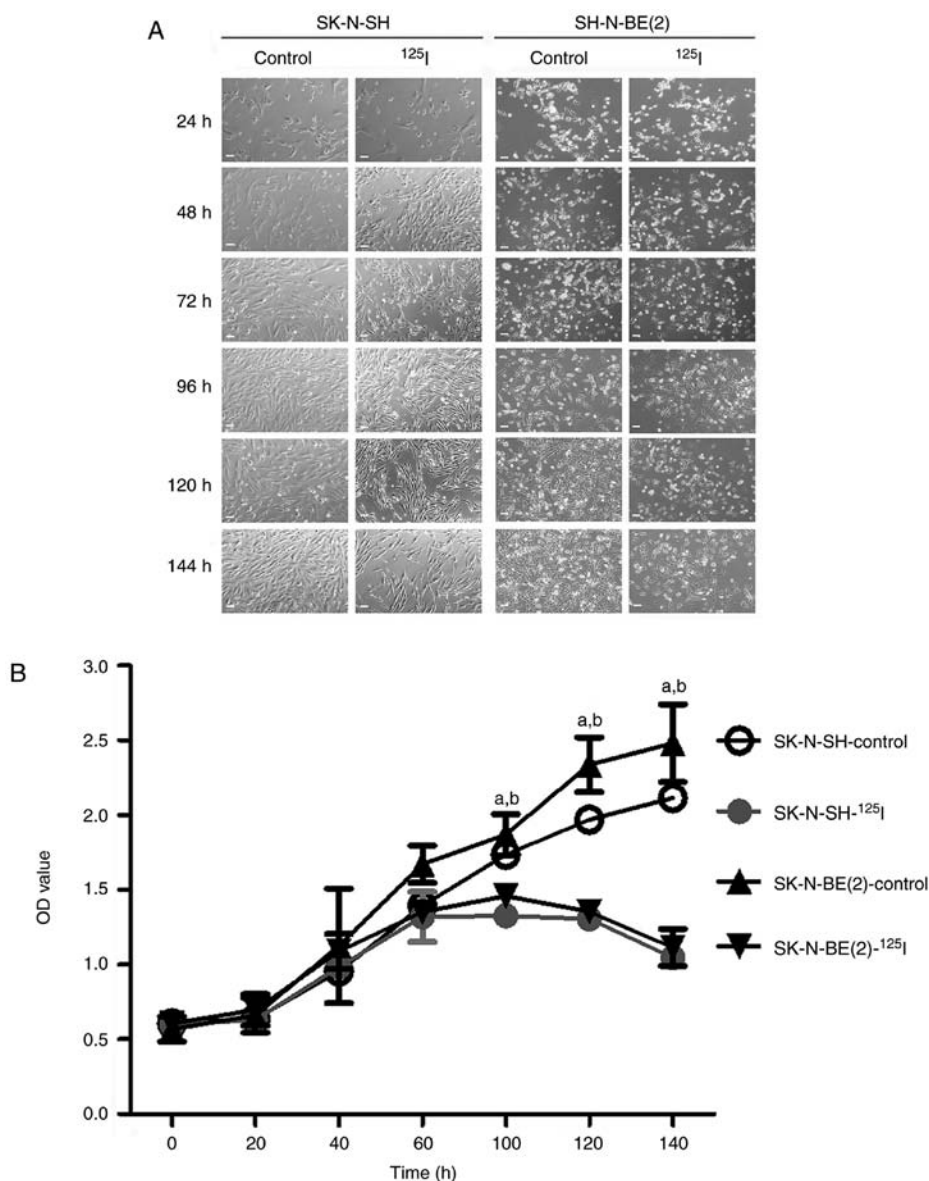 A
SK-N-SH SH-N-BE(2)
Control ¹²⁵I Control ¹²⁵I
24 h
48 h
72 h
96 h
120 h
144 h
B
3.0
2.5
2.0
1.5
1.0
0.5
0.0
OD value
a,b
a,b
a,b
0 20 40 60 100 120 140
Time (h)
SK-N-SH-control
SK-N-SH-¹²⁵I
SK-N-BE(2)-control
SK-N-BE(2)-¹²⁵I